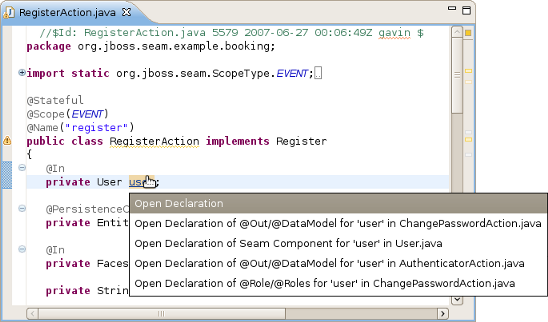 RegisterAction.java
//$Id: RegisterAction.java 5579 2007-06-27 00:06:49Z gavin $
package org.jboss.seam.example.booking;
import static org.jboss.seam.ScopeType.EVENT;
@Stateful
@Scope(EVENT)
@Name("register")
public class RegisterAction implements Register
{
@In
private User user;
Open Declaration
@PersistenceC
Open Declaration of @Out/@DataModel for 'user' in ChangePasswordAction.java
private Entit
Open Declaration of Seam Component for 'user' in User.java
@In
Open Declaration of @Out/@DataModel for 'user' in AuthenticatorAction.java
private Faces
Open Declaration of @Role/@Roles for 'user' in ChangePasswordAction.java
private Strin